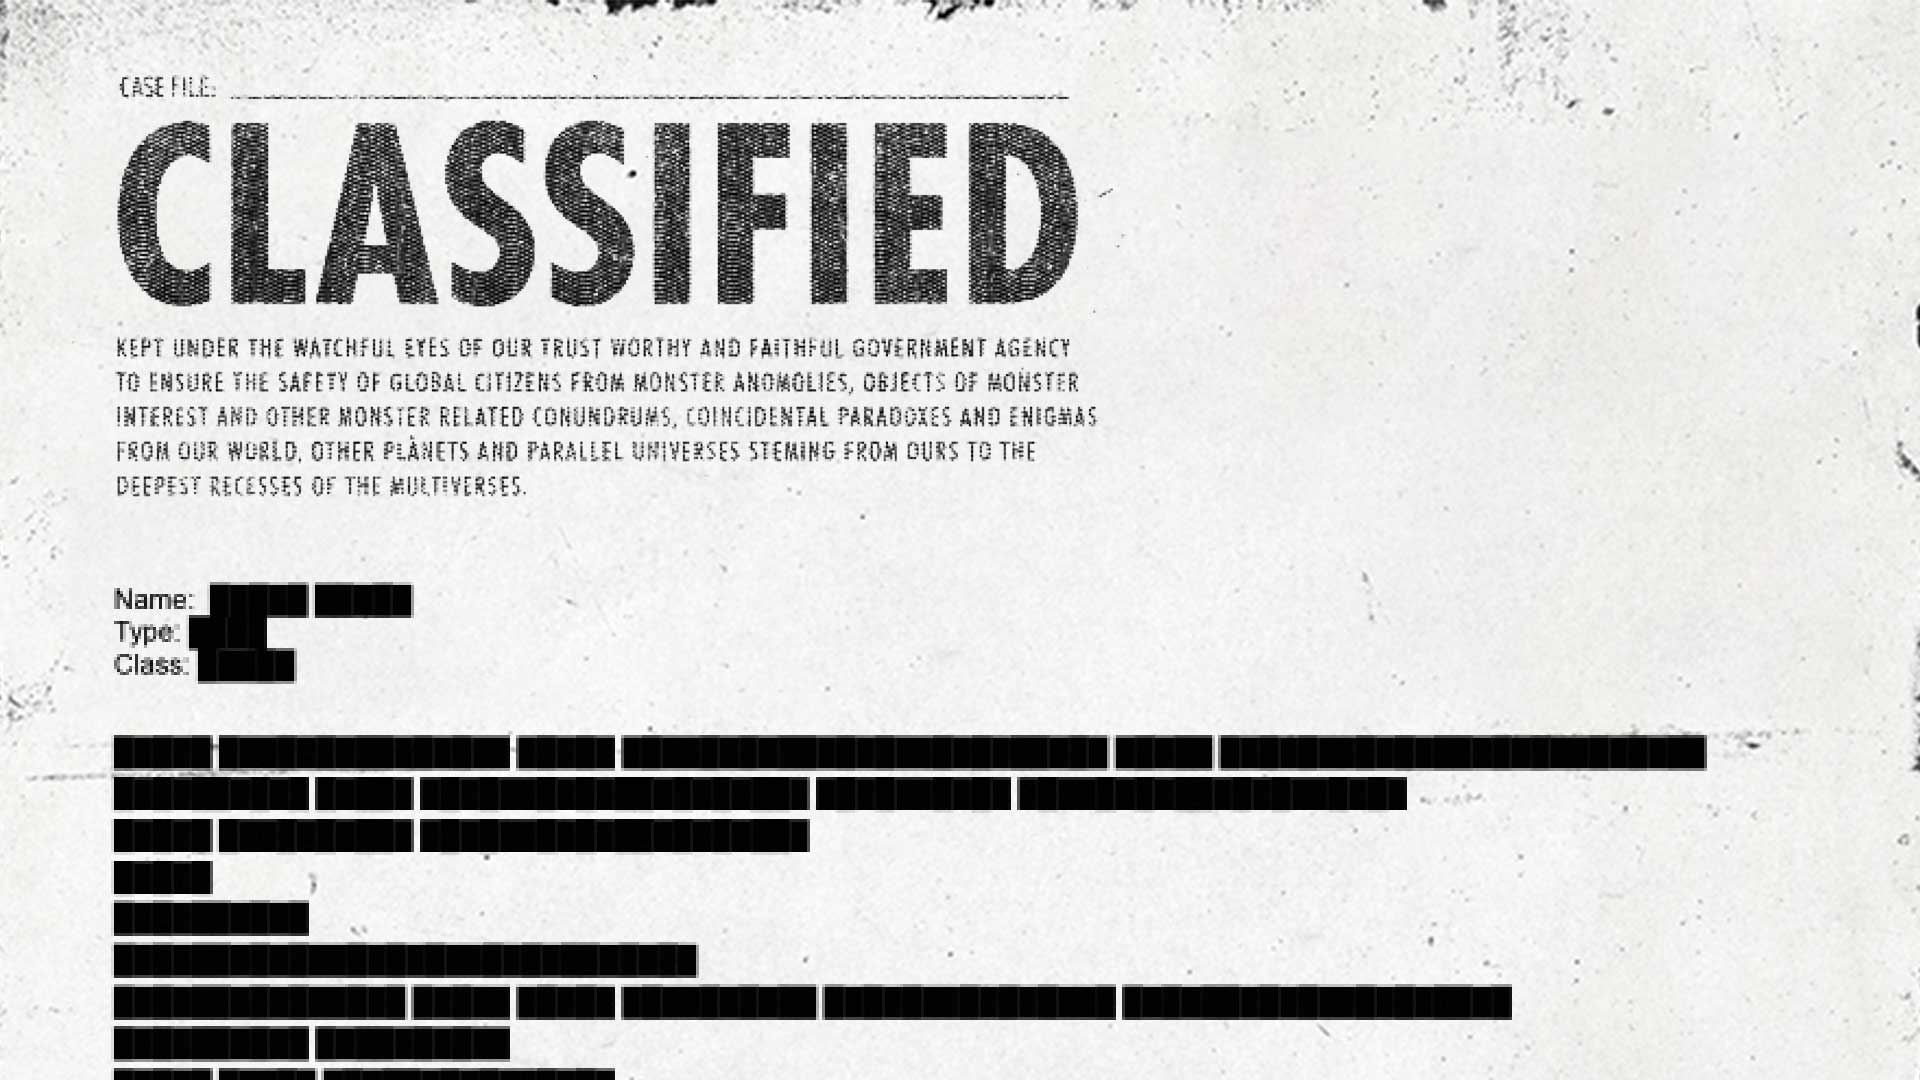 CASE FILE:
CLASSIFIED
KEPT UNDER THE WATCHFUL EYES OF OUR TRUST WORTHY AND FAITHFUL GOVERNMENT AGENCY
TO ENSURE THE SAFETY OF GLOBAL CITIZENS FROM MONSTER ANOMOLIES, OBJECTS OF MONSTER
INTEREST AND OTHER MONSTER RELATED CONUNDRUMS, COINCIDENTAL PARADOXES AND ENIGMAS
FROM OUR WORLD, OTHER PLANETS AND PARALLEL UNIVERSES STEMING FROM OURS TO THE
DEEPEST RECESSES OF THE MULTIVERSES.
Name:
Type:
Class: